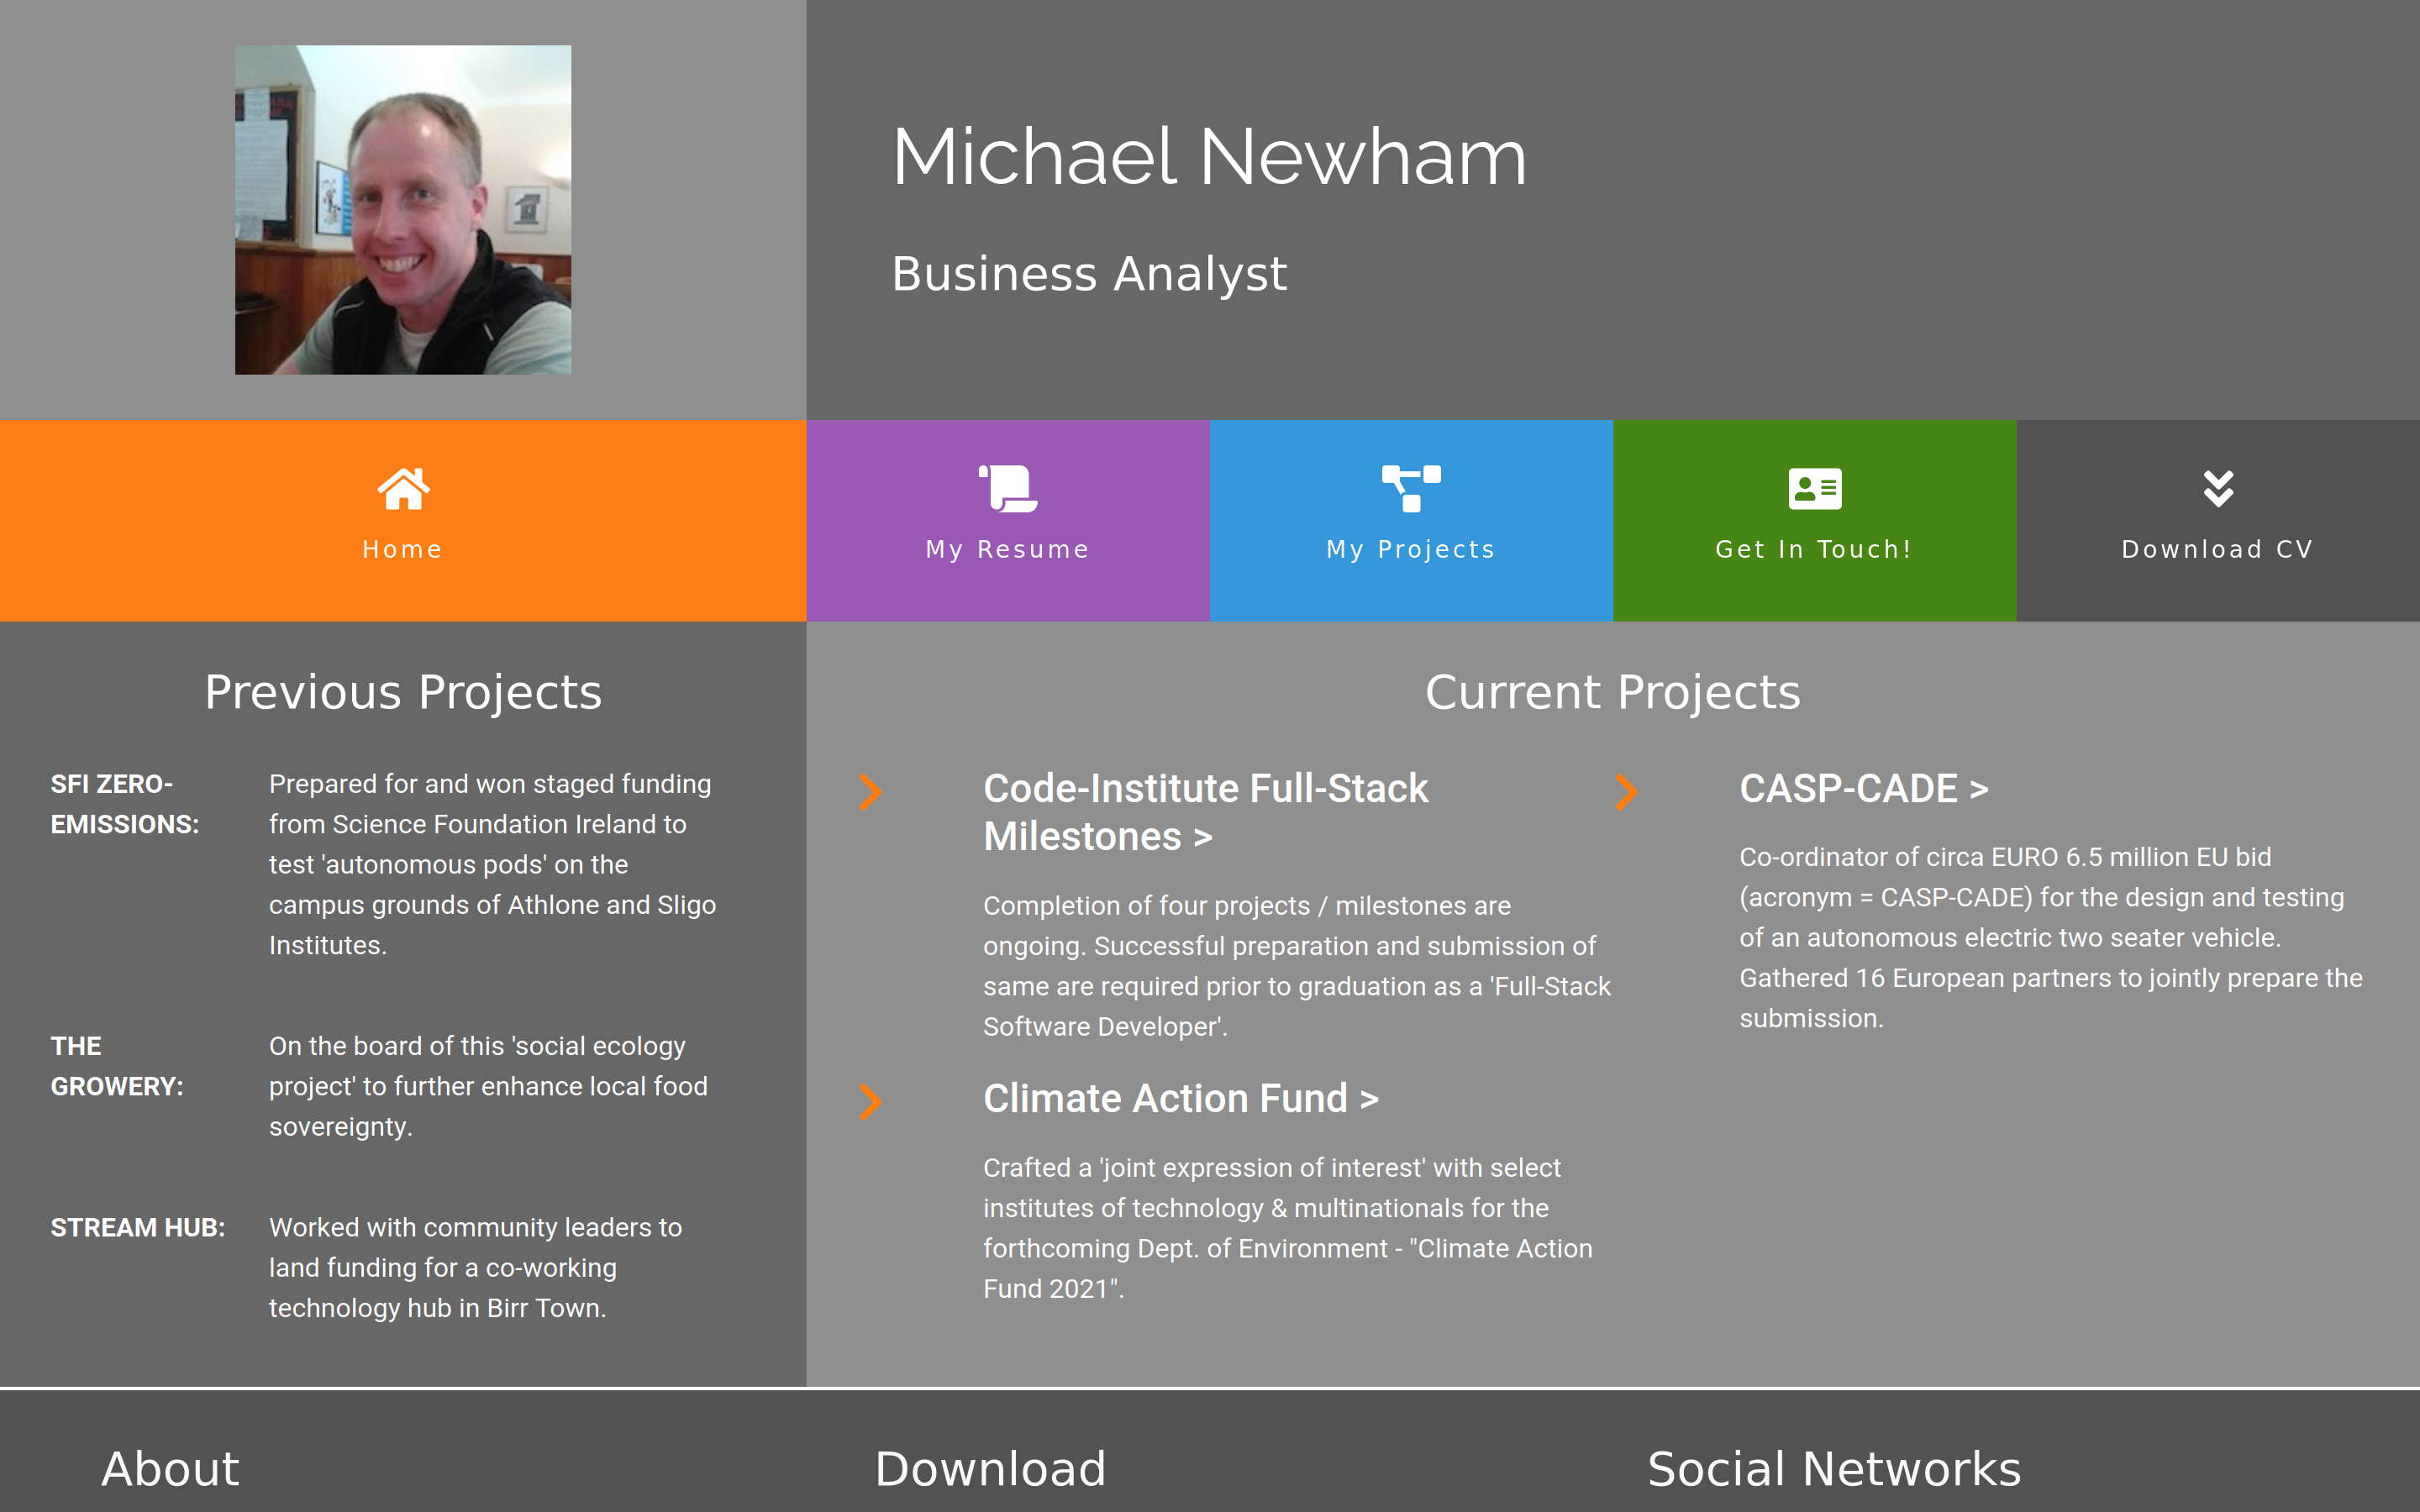 Michael Newham
Business Analyst
Home
My Resume
My Projects
Get In Touch!
Download CV
Previous Projects
SFI ZERO-
EMISSIONS:
Prepared for and won staged funding
from Science Foundation Ireland to
test 'autonomous pods' on the
campus grounds of Athlone and Sligo
Institutes.
THE
GROWERY:
On the board of this 'social ecology
project' to further enhance local food
sovereignty.
STREAM HUB:
Worked with community leaders to
land funding for a co-working
technology hub in Birr Town.
Current Projects
Code-Institute Full-Stack
Milestones >
Completion of four projects / milestones are
ongoing. Successful preparation and submission of
same are required prior to graduation as a 'Full-Stack
Software Developer'.
CASP-CADE >
Co-ordinator of circa EURO 6.5 million EU bid
(acronym = CASP-CADE) for the design and testing
of an autonomous electric two seater vehicle.
Gathered 16 European partners to jointly prepare the
submission.
Climate Action Fund >
Crafted a 'joint expression of interest' with select
institutes of technology & multinationals for the
forthcoming Dept. of Environment - "Climate Action
Fund 2021".
About
Download
Social Networks